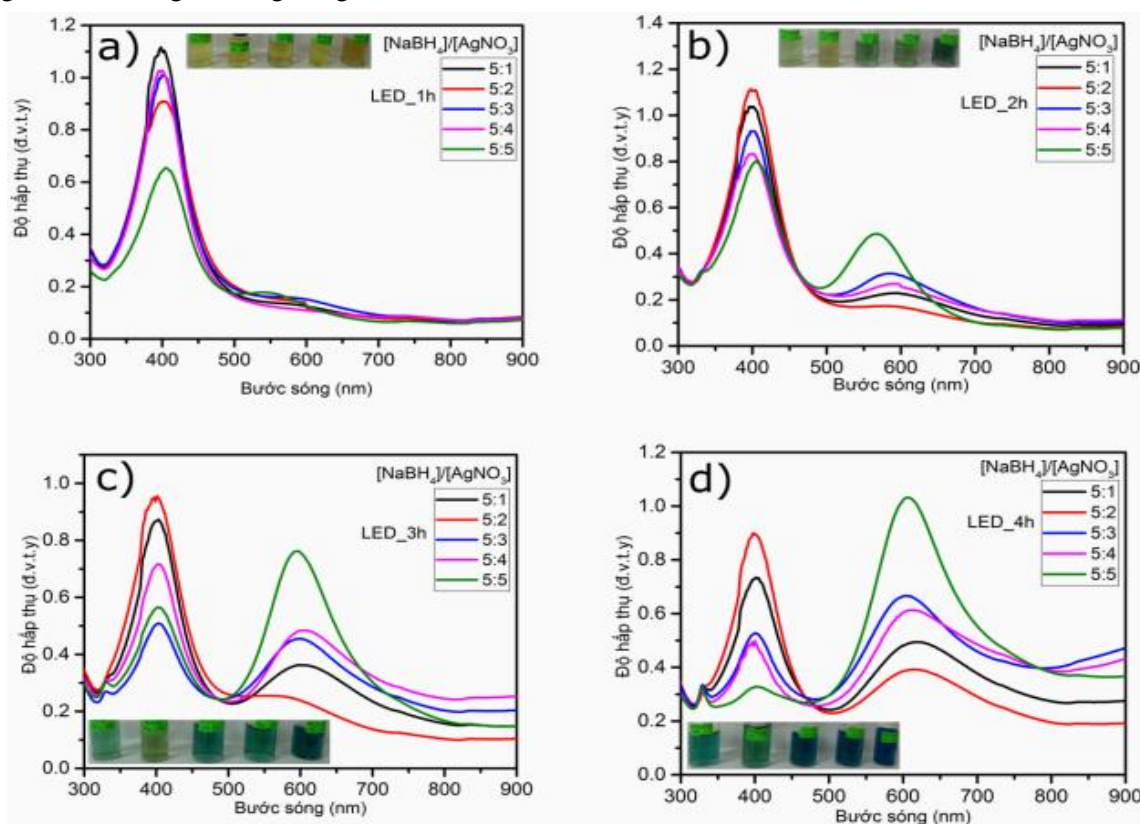 a)
[NaBH₄]/[AgNO₃]
5:1
5:2
5:3
5:4
5:5
LED_1h
Độ hấp thụ (đ.v.t.y)
1.2
1.0
0.8
0.6
0.4
0.2
0.0
300 400 500 600 700 800 900
Bước sóng (nm)
b)
[NaBH₄]/[AgNO₃]
5:1
5:2
5:3
5:4
5:5
LED_2h
Độ hấp thụ (đ.v.t.y)
1.4
1.2
1.0
0.8
0.6
0.4
0.2
0.0
300 400 500 600 700 800 900
Bước sóng (nm)
c)
[NaBH₄]/[AgNO₃]
5:1
5:2
5:3
5:4
5:5
LED_3h
Độ hấp thụ (đ.v.t.y)
1.0
0.8
0.6
0.4
0.2
0.0
300 400 500 600 700 800 900
Bước sóng (nm)
d)
[NaBH₄]/[AgNO₃]
5:1
5:2
5:3
5:4
5:5
LED_4h
Độ hấp thụ (đ.v.t.y)
1.2
1.0
0.8
0.6
0.4
0.2
0.0
300 400 500 600 700 800 900
Bước sóng (nm)